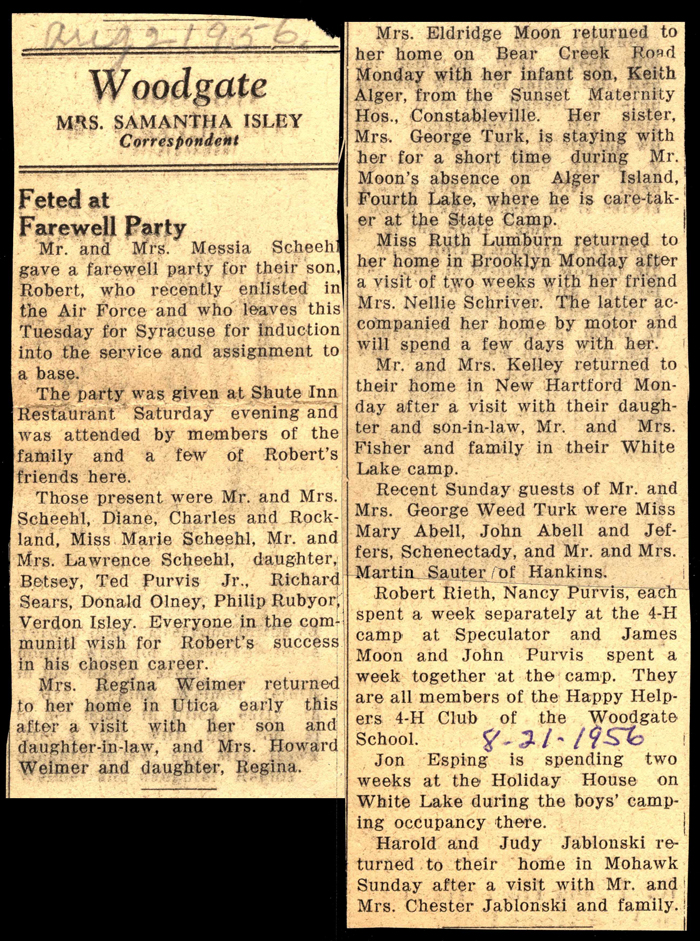 Aug 2 1956.
Woodgate
MRS. SAMANTHA ISLEY
Correspondent
Feted at
Farewell Party
Mr. and Mrs. Messia Scheehl
gave a farewell party for their son,
Robert, who recently enlisted in
the Air Force and who leaves this
Tuesday for Syracuse for induction
into the service and assignment to
a base.
The party was given at Shute Inn
Restaurant Saturday evening and
was attended by members of the
family and a few of Robert's
friends here.
Those present were Mr. and Mrs.
Scheehl, Diane, Charles and Rock-
land, Miss Marie Scheehl, Mr. and
Mrs. Lawrence Scheehl, daughter,
Betsey, Ted Purvis Jr., Richard
Sears, Donald Olney, Philip Rubyor,
Verdon Isley. Everyone in the com-
munitl wish for Robert's success
in his chosen career.
Mrs. Regina Weimer returned
to her home in Utica early this
after a visit with her son and
daughter-in-law, and Mrs. Howard
Weimer and daughter, Regina.
Mrs. Eldridge Moon returned to
her home on Bear Creek Road
Monday with her infant son, Keith
Alger, from the Sunset Maternity
Hos., Constableville. Her sister,
Mrs. George Turk, is staying with
her for a short time during Mr.
Moon's absence on Alger Island,
Fourth Lake, where he is care-tak-
er at the State Camp.
Miss Ruth Lumburn returned to
her home in Brooklyn Monday after
a visit of two weeks with her friend
Mrs. Nellie Schriver. The latter ac-
companied her home by motor and
will spend a few days with her.
Mr. and Mrs. Kelley returned to
their home in New Hartford Mon-
day after a visit with their daugh-
ter and son-in-law, Mr. and Mrs.
Fisher and family in their White
Lake camp.
Recent Sunday guests of Mr. and
Mrs. George Weed Turk were Miss
Mary Abell, John Abell and Jef-
fers, Schenectady, and Mr. and Mrs.
Martin Sauter of Hankins.
Robert Rieth, Nancy Purvis, each
spent a week separately at the 4-H
camp at Speculator and James
Moon and John Purvis spent a
week together at the camp. They
are all members of the Happy Help-
ers 4-H Club of the Woodgate
School. 8-21-1956
Jon Esping is spending two
weeks at the Holiday House on
White Lake during the boys' camp-
ing occupancy there.
Harold and Judy Jablonski re-
turned to their home in Mohawk
Sunday after a visit with Mr. and
Mrs. Chester Jablonski and family.